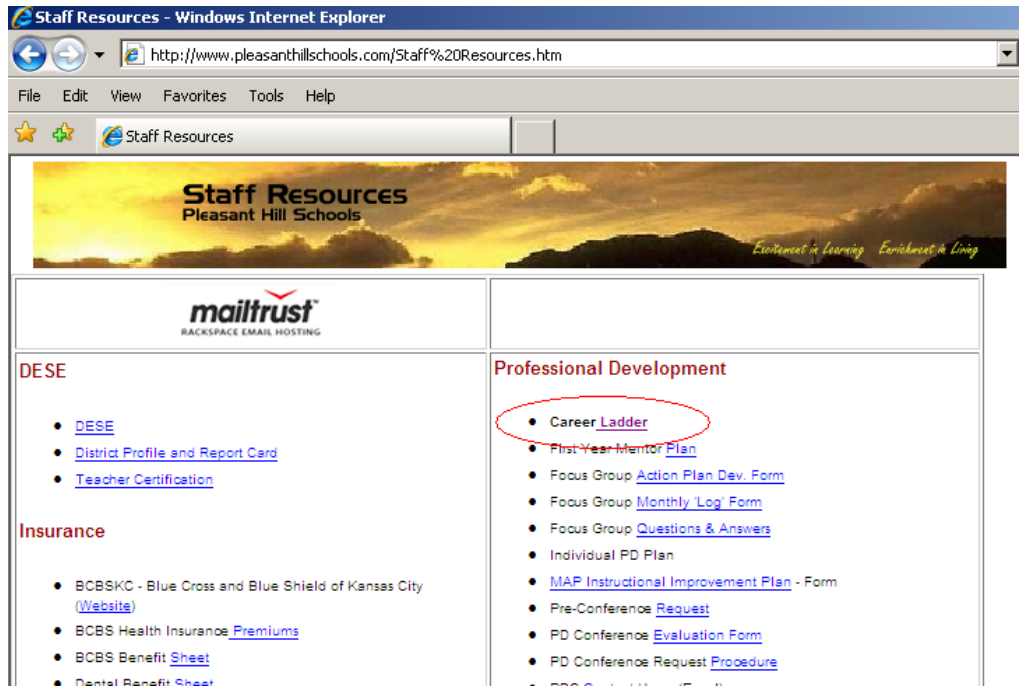 Staff Resources - Windows Internet Explorer
http://www.pleasanthillschools.com/Staff%20Resources.htm
File Edit View Favorites Tools Help
Staff Resources
Staff Resources
Pleasant Hill Schools
Excitement in Learning Enrichment in Living
mailtrust™
RACKSPACE EMAIL HOSTING
DESE
DESE
District Profile and Report Card
Teacher Certification
Insurance
BCBSKC - Blue Cross and Blue Shield of Kansas City
(Website)
BCBS Health Insurance Premiums
BCBS Benefit Sheet
Dental Benefit Sheet
Professional Development
Career Ladder
First Year Mentor Plan
Focus Group Action Plan Dev. Form
Focus Group Monthly 'Log' Form
Focus Group Questions & Answers
Individual PD Plan
MAP Instructional Improvement Plan - Form
Pre-Conference Request
PD Conference Evaluation Form
PD Conference Request Procedure